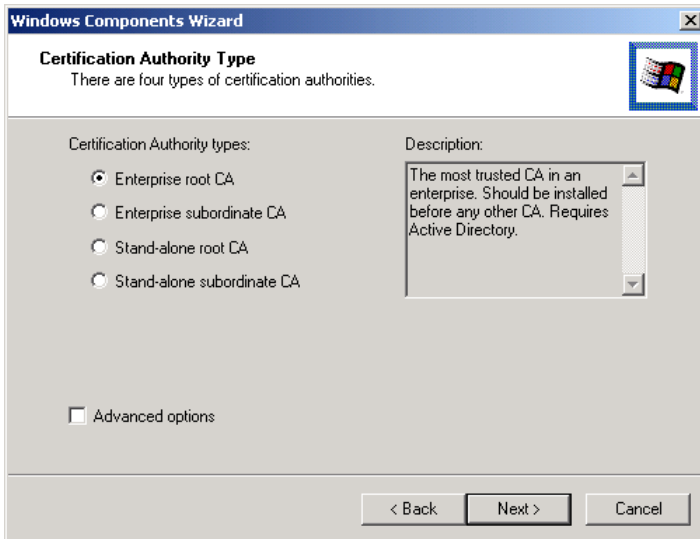 Windows Components Wizard
Certification Authority Type
There are four types of certification authorities.
Certification Authority types:
Enterprise root CA
Enterprise subordinate CA
Stand-alone root CA
Stand-alone subordinate CA
Description:
The most trusted CA in an
enterprise. Should be installed
before any other CA. Requires
Active Directory.
Advanced options
< Back
Next >
Cancel